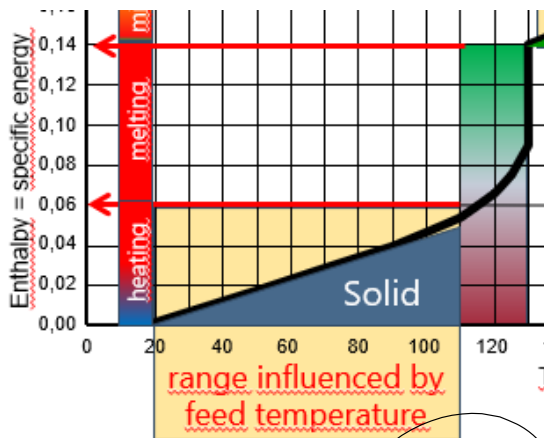 0,14
0,12
0,10
0,08
0,06
0,04
0,02
0,00
Enthalpy = specific energy
melting
heating
Solid
0 20 40 60 80 100 120
range influenced by
feed temperature